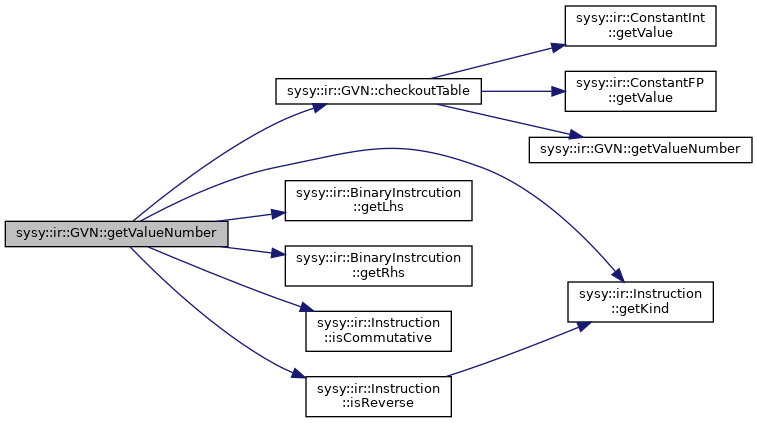 sysy::ir::GVN::getValueNumber
sysy::ir::GVN::checkoutTable
sysy::ir::ConstantInt
::getValue
sysy::ir::ConstantFP
::getValue
sysy::ir::GVN::getValueNumber
sysy::ir::BinaryInstrcution
::getLhs
sysy::ir::BinaryInstrcution
::getRhs
sysy::ir::Instruction
::isCommutative
sysy::ir::Instruction
::isReverse
sysy::ir::Instruction
::getKind